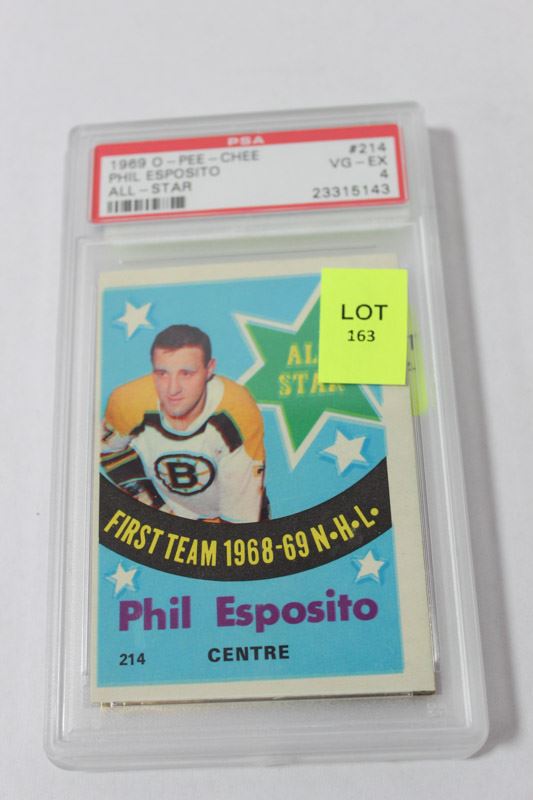 PSA
1969 O-PEE-CHEE #214
PHIL ESPOSITO VG-EX
ALL-STAR 4
23315143
LOT
163
ALL
STAR
B
FIRST TEAM 1968-69 N.H.L.
Phil Esposito
214 CENTRE